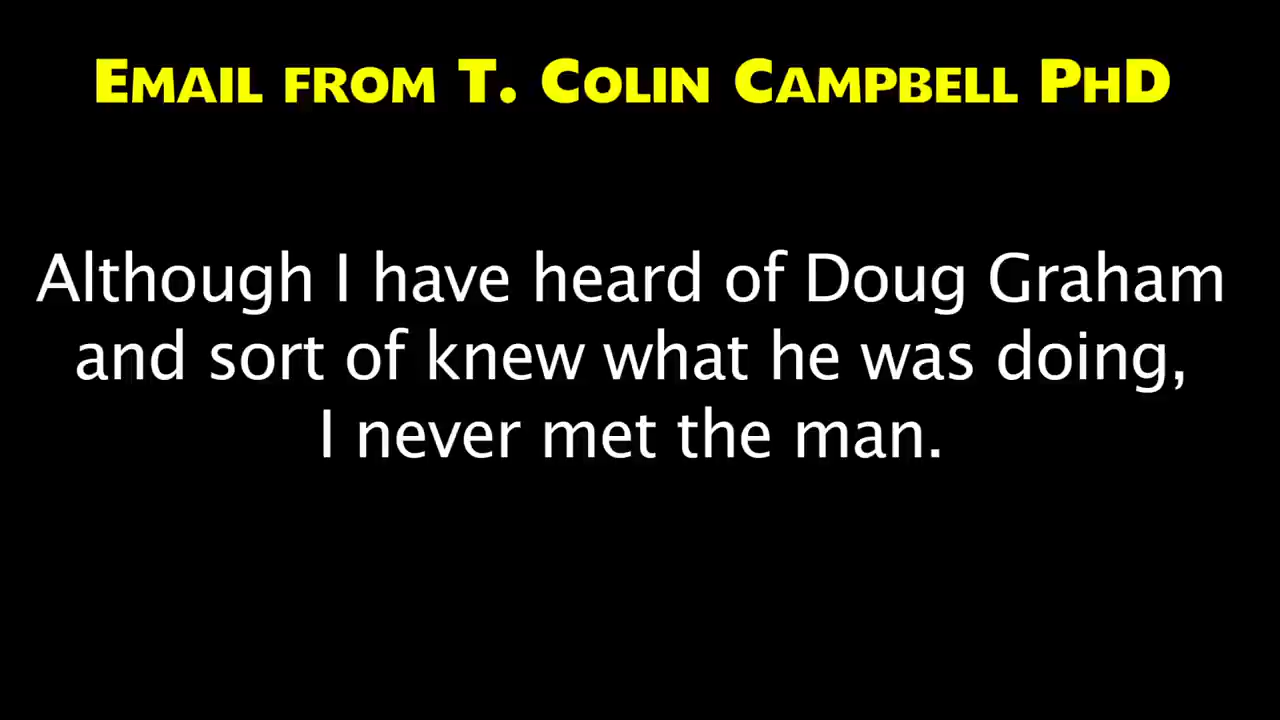 Email from T. Colin Campbell PhD
Although I have heard of Doug Graham
and sort of knew what he was doing,
I never met the man.